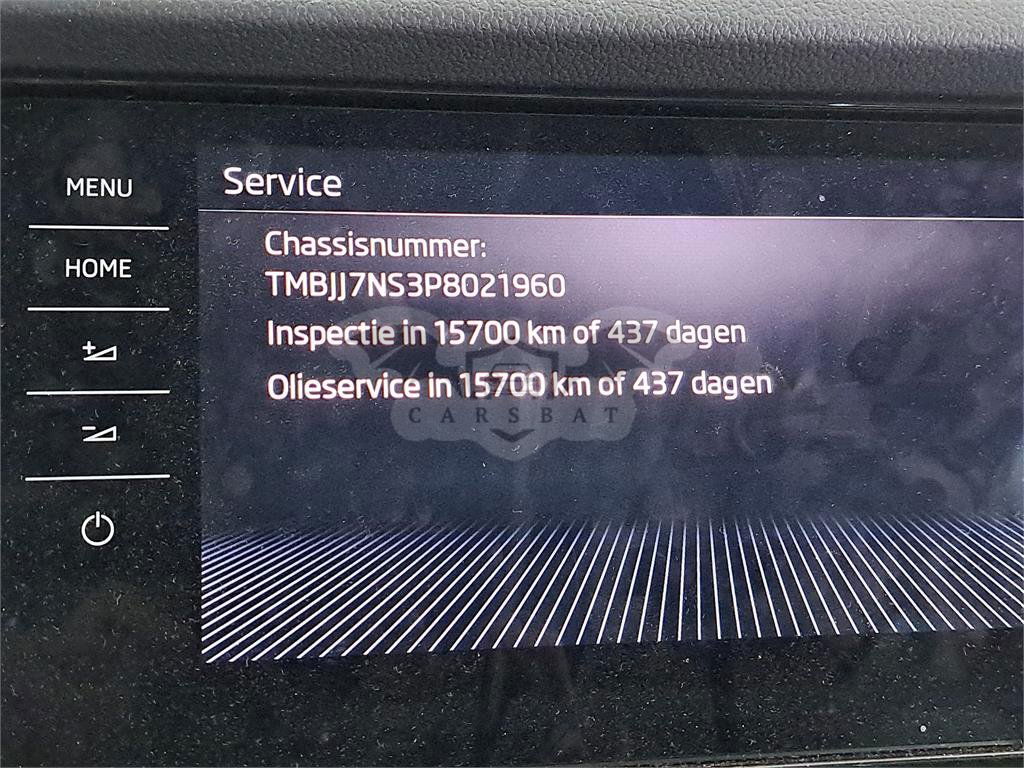 MENU
HOME
Service
Chassisnummer:
TMBJJ7NS3P8021960
Inspectie in 15700 km of 437 dagen
Olieservice in 15700 km of 437 dagen
CARSBAT